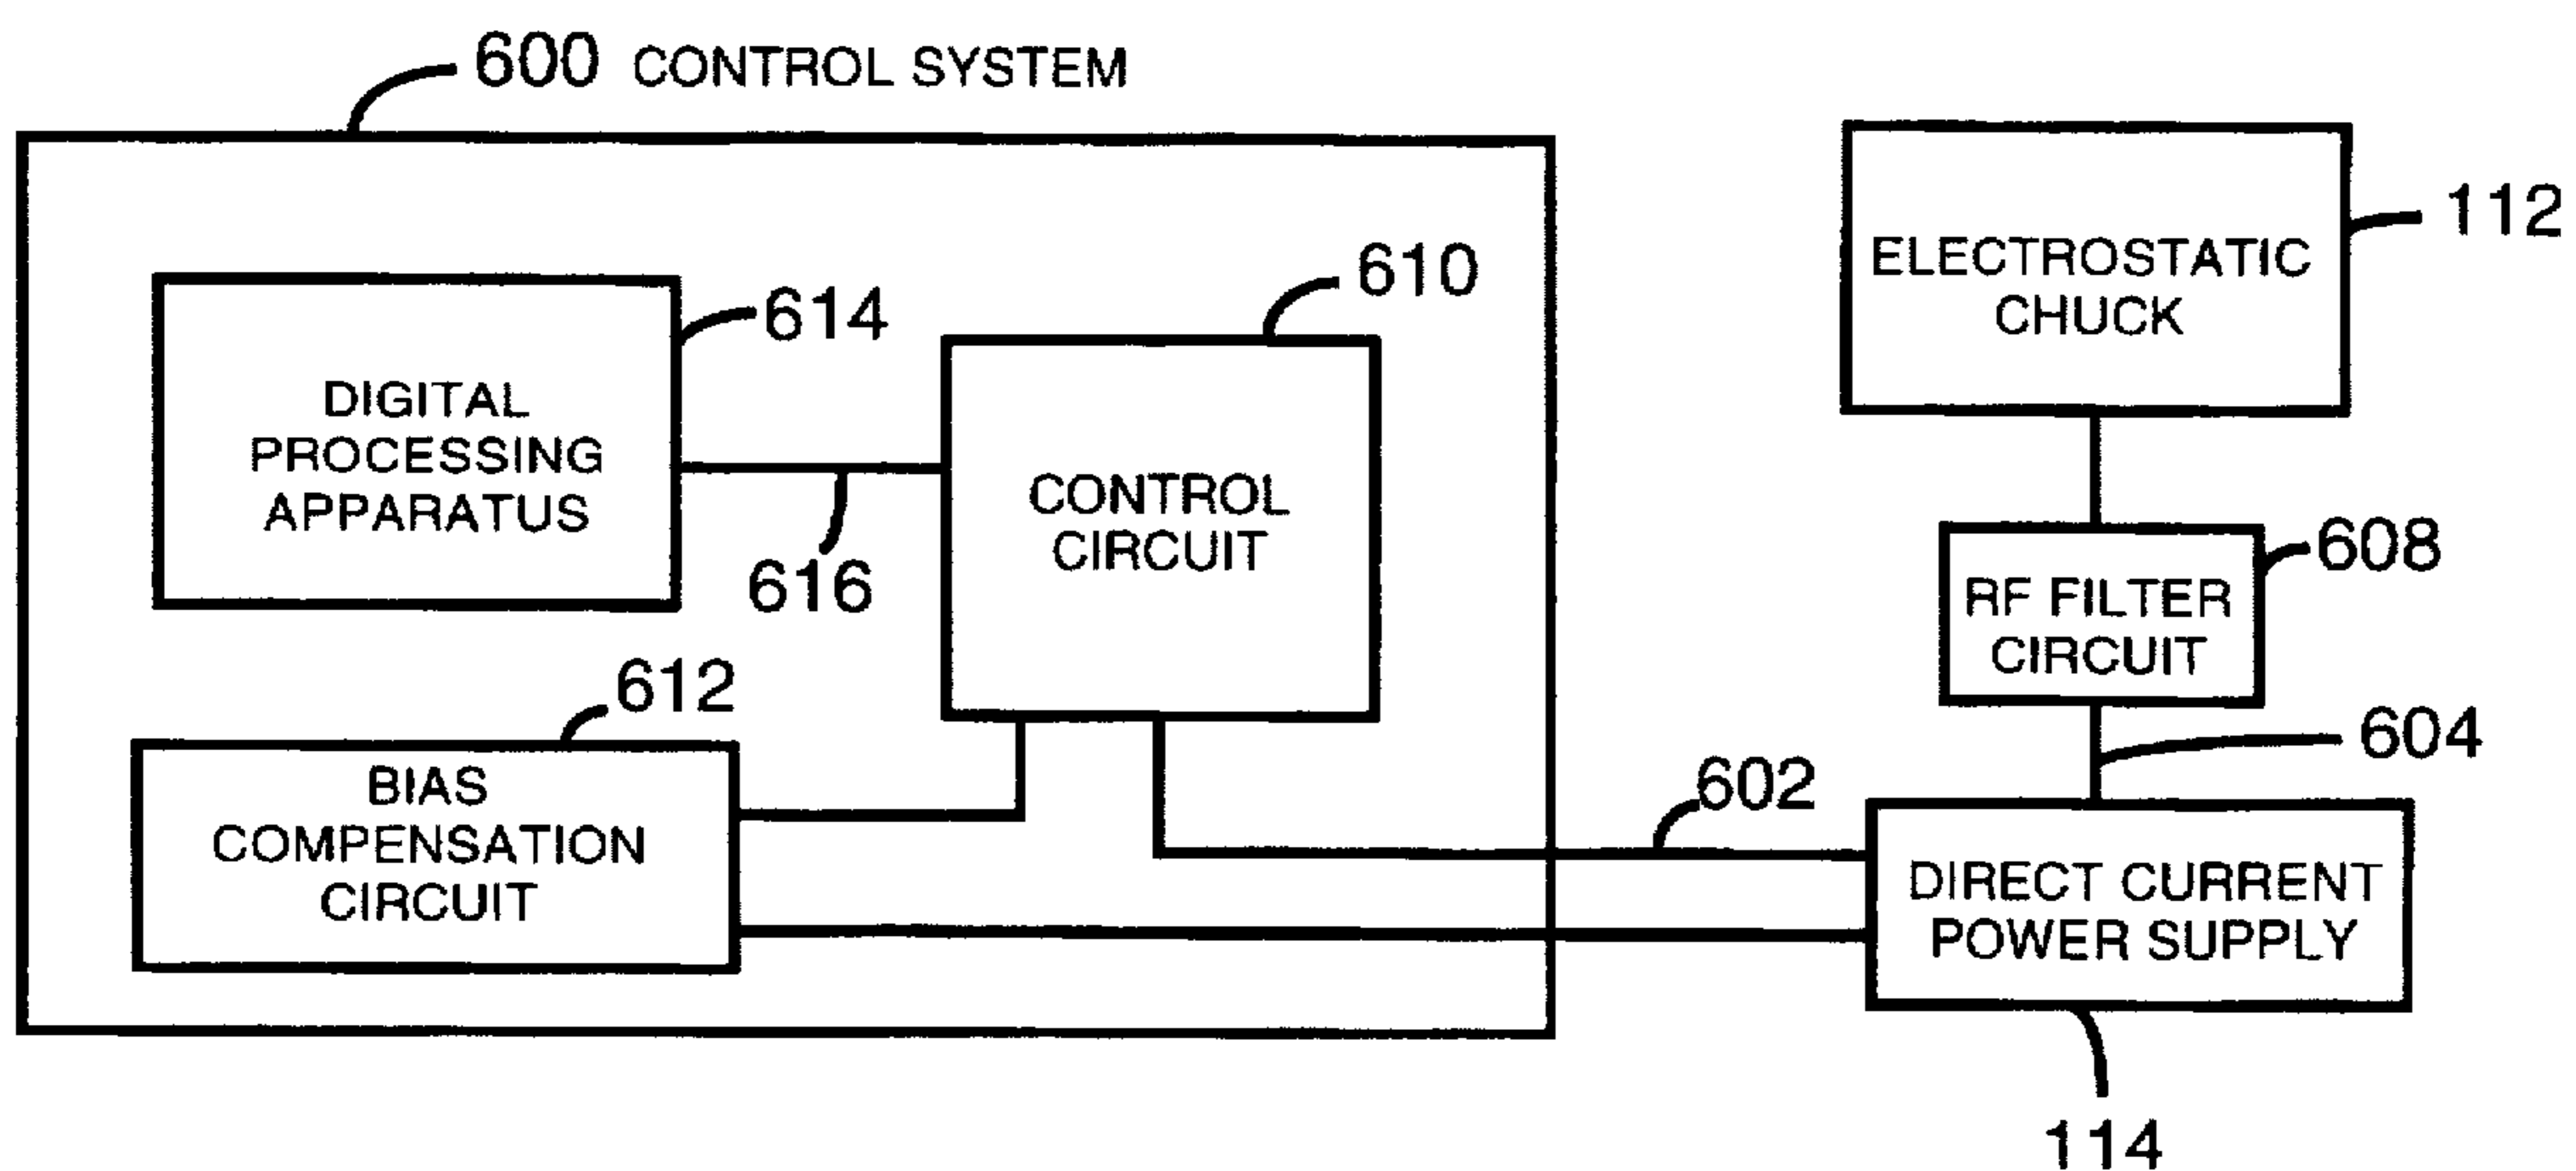 600 CONTROL SYSTEM
112
ELECTROSTATIC
CHUCK
610
614
DIGITAL
PROCESSING
APPARATUS
CONTROL
CIRCUIT
616
608
RF FILTER
CIRCUIT
612
604
602
BIAS
COMPENSATION
CIRCUIT
DIRECT CURRENT
POWER SUPPLY
114